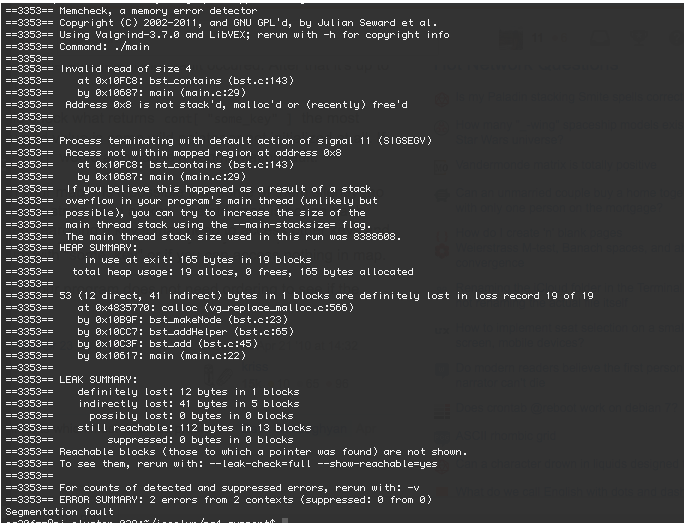 ==3353== Memcheck, a memory error detector
==3353== Copyright (C) 2002-2011, and GNU GPL'd, by Julian Seward et al.
==3353== Using Valgrind-3.7.0 and LibVEX; rerun with -h for copyright info
==3353== Command: ./main
==3353==
==3353== Invalid read of size 4
==3353==    at 0x10FC8: bst_contains (bst.c:143)
==3353==    by 0x10687: main (main.c:29)
==3353==  Address 0x8 is not stack'd, malloc'd or (recently) free'd
==3353==
==3353==
==3353== Process terminating with default action of signal 11 (SIGSEGV)
==3353==  Access not within mapped region at address 0x8
==3353==    at 0x10FC8: bst_contains (bst.c:143)
==3353==    by 0x10687: main (main.c:29)
==3353==  If you believe this happened as a result of a stack
==3353==  overflow in your program's main thread (unlikely but
==3353==  possible), you can try to increase the size of the
==3353==  main thread stack using the --main-stacksize= flag.
==3353==  The main thread stack size used in this run was 8388608.
==3353== HEAP SUMMARY:
==3353==     in use at exit: 165 bytes in 19 blocks
==3353==   total heap usage: 19 allocs, 0 frees, 165 bytes allocated
==3353==
==3353== 53 (12 direct, 41 indirect) bytes in 1 blocks are definitely lost in loss record 19 of 19
==3353==    at 0x4835770: calloc (vg_replace_malloc.c:566)
==3353==    by 0x10B9F: bst_makeNode (bst.c:23)
==3353==    by 0x10CC7: bst_addHelper (bst.c:65)
==3353==    by 0x10C3F: bst_add (bst.c:45)
==3353==    by 0x10617: main (main.c:22)
==3353==
==3353== LEAK SUMMARY:
==3353==    definitely lost: 12 bytes in 1 blocks
==3353==    indirectly lost: 41 bytes in 5 blocks
==3353==      possibly lost: 0 bytes in 0 blocks
==3353==    still reachable: 112 bytes in 13 blocks
==3353==         suppressed: 0 bytes in 0 blocks
==3353== Reachable blocks (those to which a pointer was found) are not shown.
==3353== To see them, rerun with: --leak-check=full --show-reachable=yes
==3353==
==3353== For counts of detected and suppressed errors, rerun with: -v
==3353== ERROR SUMMARY: 2 errors from 2 contexts (suppressed: 0 from 0)
Segmentation fault